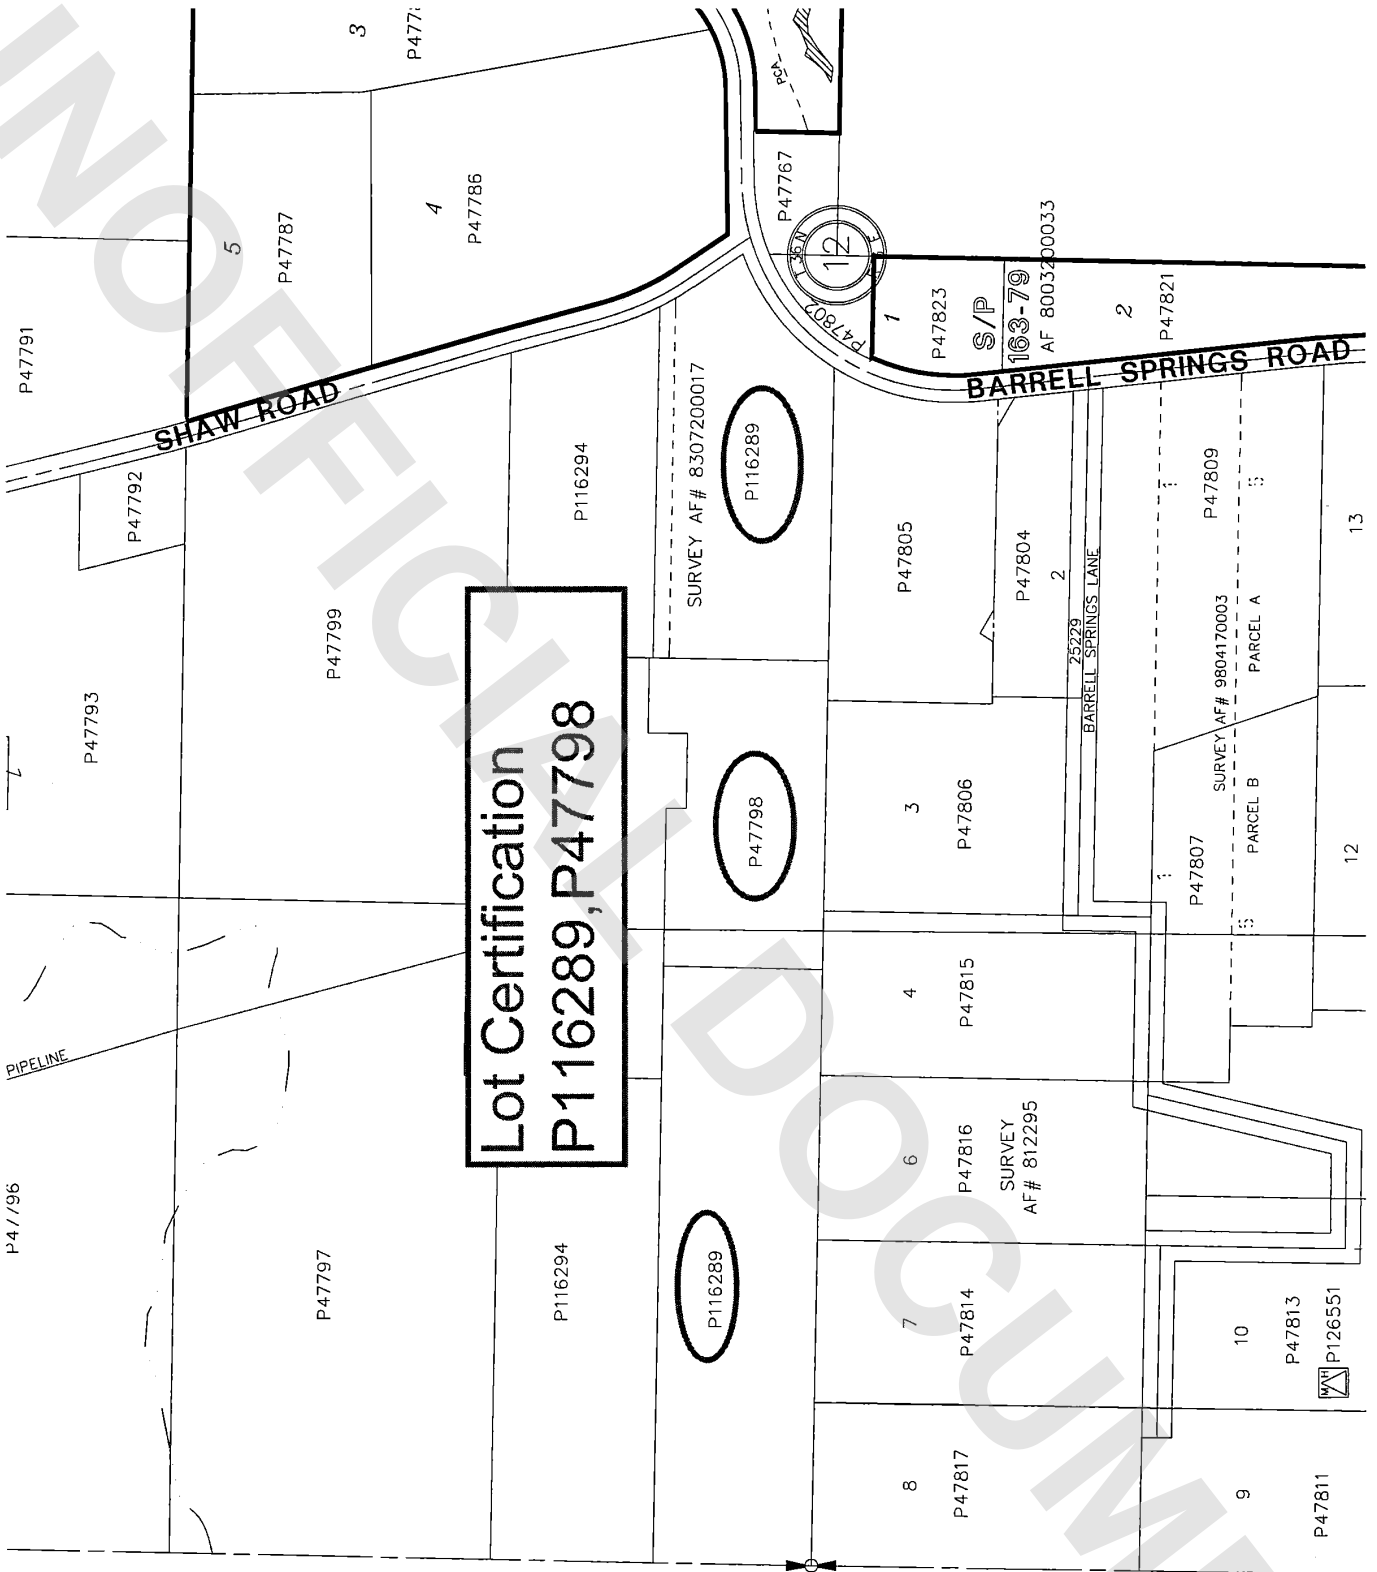 Lot Certification
P116289,P47798
P47791
P47792
P47793
PIPELINE
SHAW ROAD
5
P47787
3
4
P47786
PCA
P47767
12
P47802
1
P47823
S/P
163-79
AF 8003200033
2
P47821
BARRELL SPRINGS ROAD
P47799
P116294
SURVEY AF# 8307200017
P116289
P47805
P47804
2
25229
BARRELL SPRINGS LANE
P47809
SURVEY AF# 9804170003
PARCEL A
13
P47798
3
P47806
P47807
PARCEL B
12
4
P47815
6
P47816
SURVEY
AF# 812295
P47797
P116294
P116289
7
P47814
10
P47813
P126551
8
P47817
9
P47811
UNOFFICIAL DOCUM